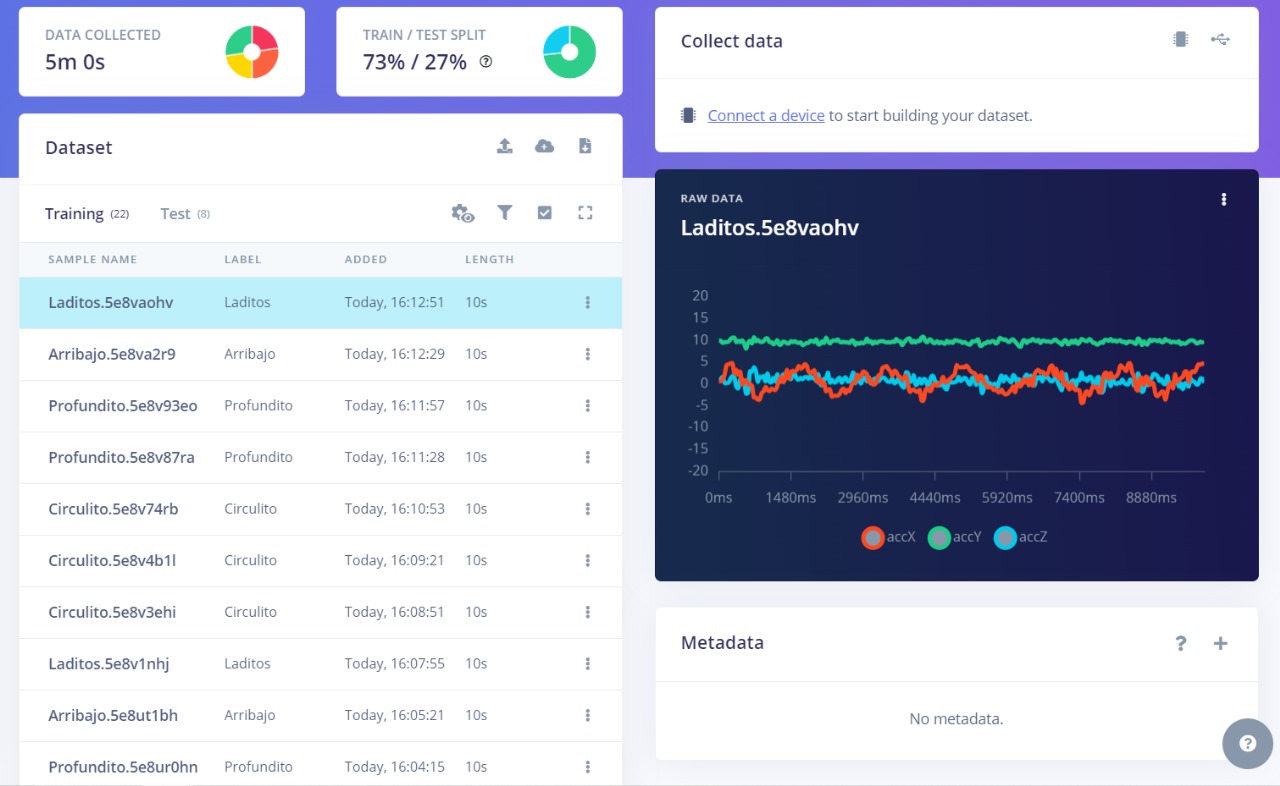 DATA COLLECTED
5m 0s
TRAIN / TEST SPLIT
73% / 27%
Dataset
Training (22) Test (8)
SAMPLE NAME LABEL ADDED LENGTH
Laditos.5e8vaohv Laditos Today, 16:12:51 10s
Arribajo.5e8va2r9 Arribajo Today, 16:12:29 10s
Profundito.5e8v93eo Profundito Today, 16:11:57 10s
Profundito.5e8v87ra Profundito Today, 16:11:28 10s
Circulito.5e8v74rb Circulito Today, 16:10:53 10s
Circulito.5e8v4b1l Circulito Today, 16:09:21 10s
Circulito.5e8v3ehi Circulito Today, 16:08:51 10s
Laditos.5e8v1nhj Laditos Today, 16:07:55 10s
Arribajo.5e8ut1bh Arribajo Today, 16:05:21 10s
Profundito.5e8ur0hn Profundito Today, 16:04:15 10s
Collect data
Connect a device to start building your dataset.
RAW DATA
Laditos.5e8vaohv
20
15
10
5
0
-5
-10
-15
-20
0ms 1480ms 2960ms 4440ms 5920ms 7400ms 8880ms
accX accY accZ
Metadata
No metadata.